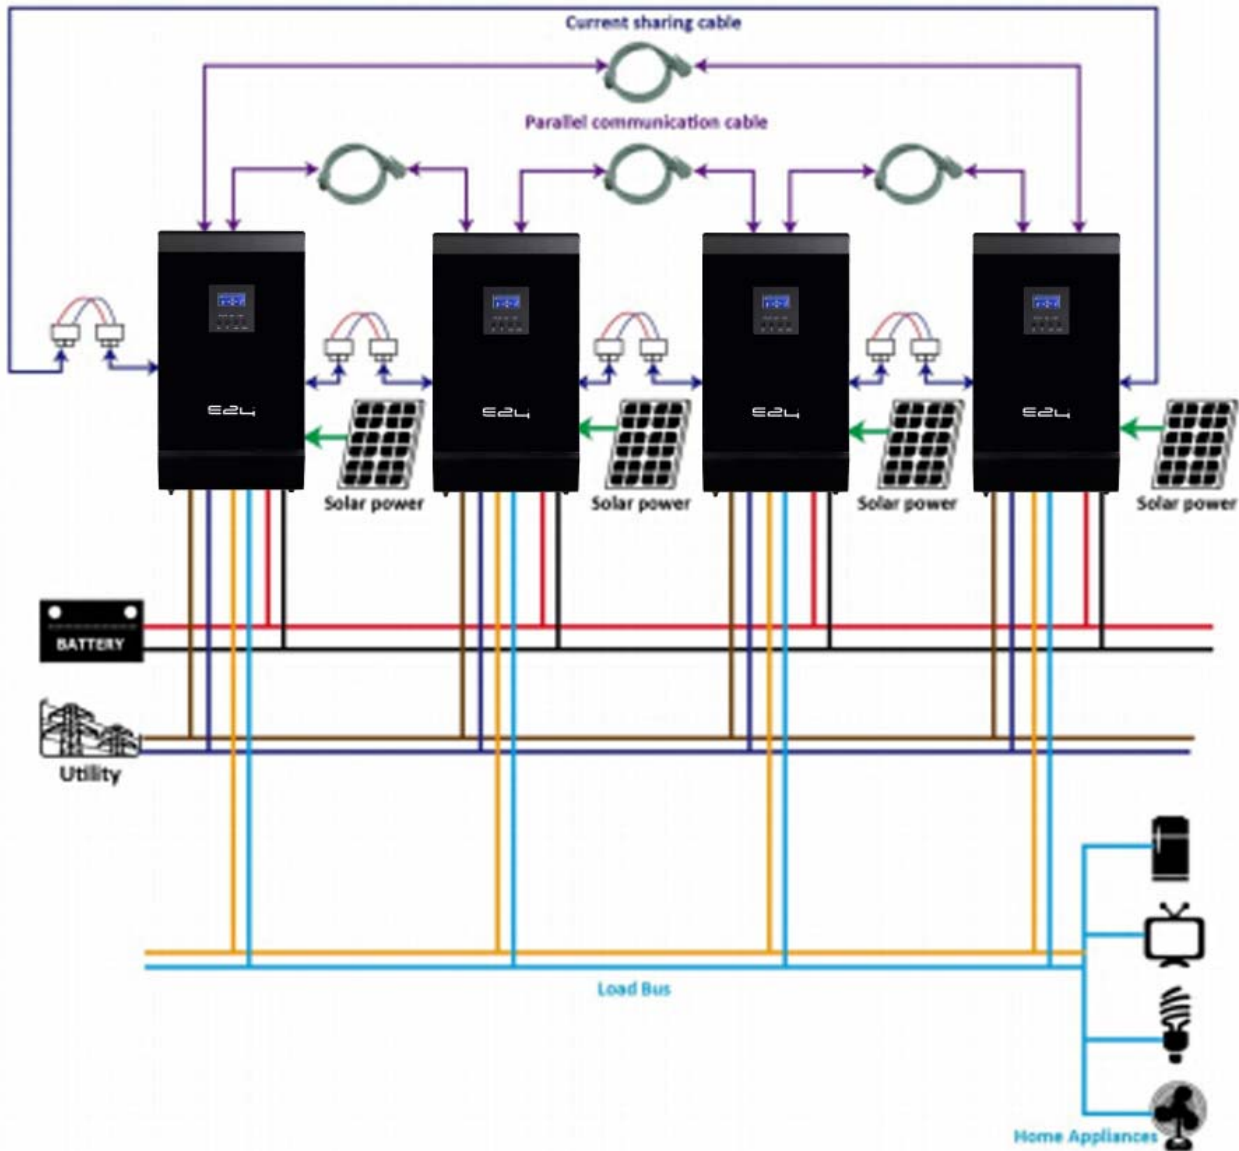 Current sharing cable
Parallel communication cable
E24
E24
E24
E24
Solar power
Solar power
Solar power
Solar power
BATTERY
Utility
Load Bus
Home Appliances